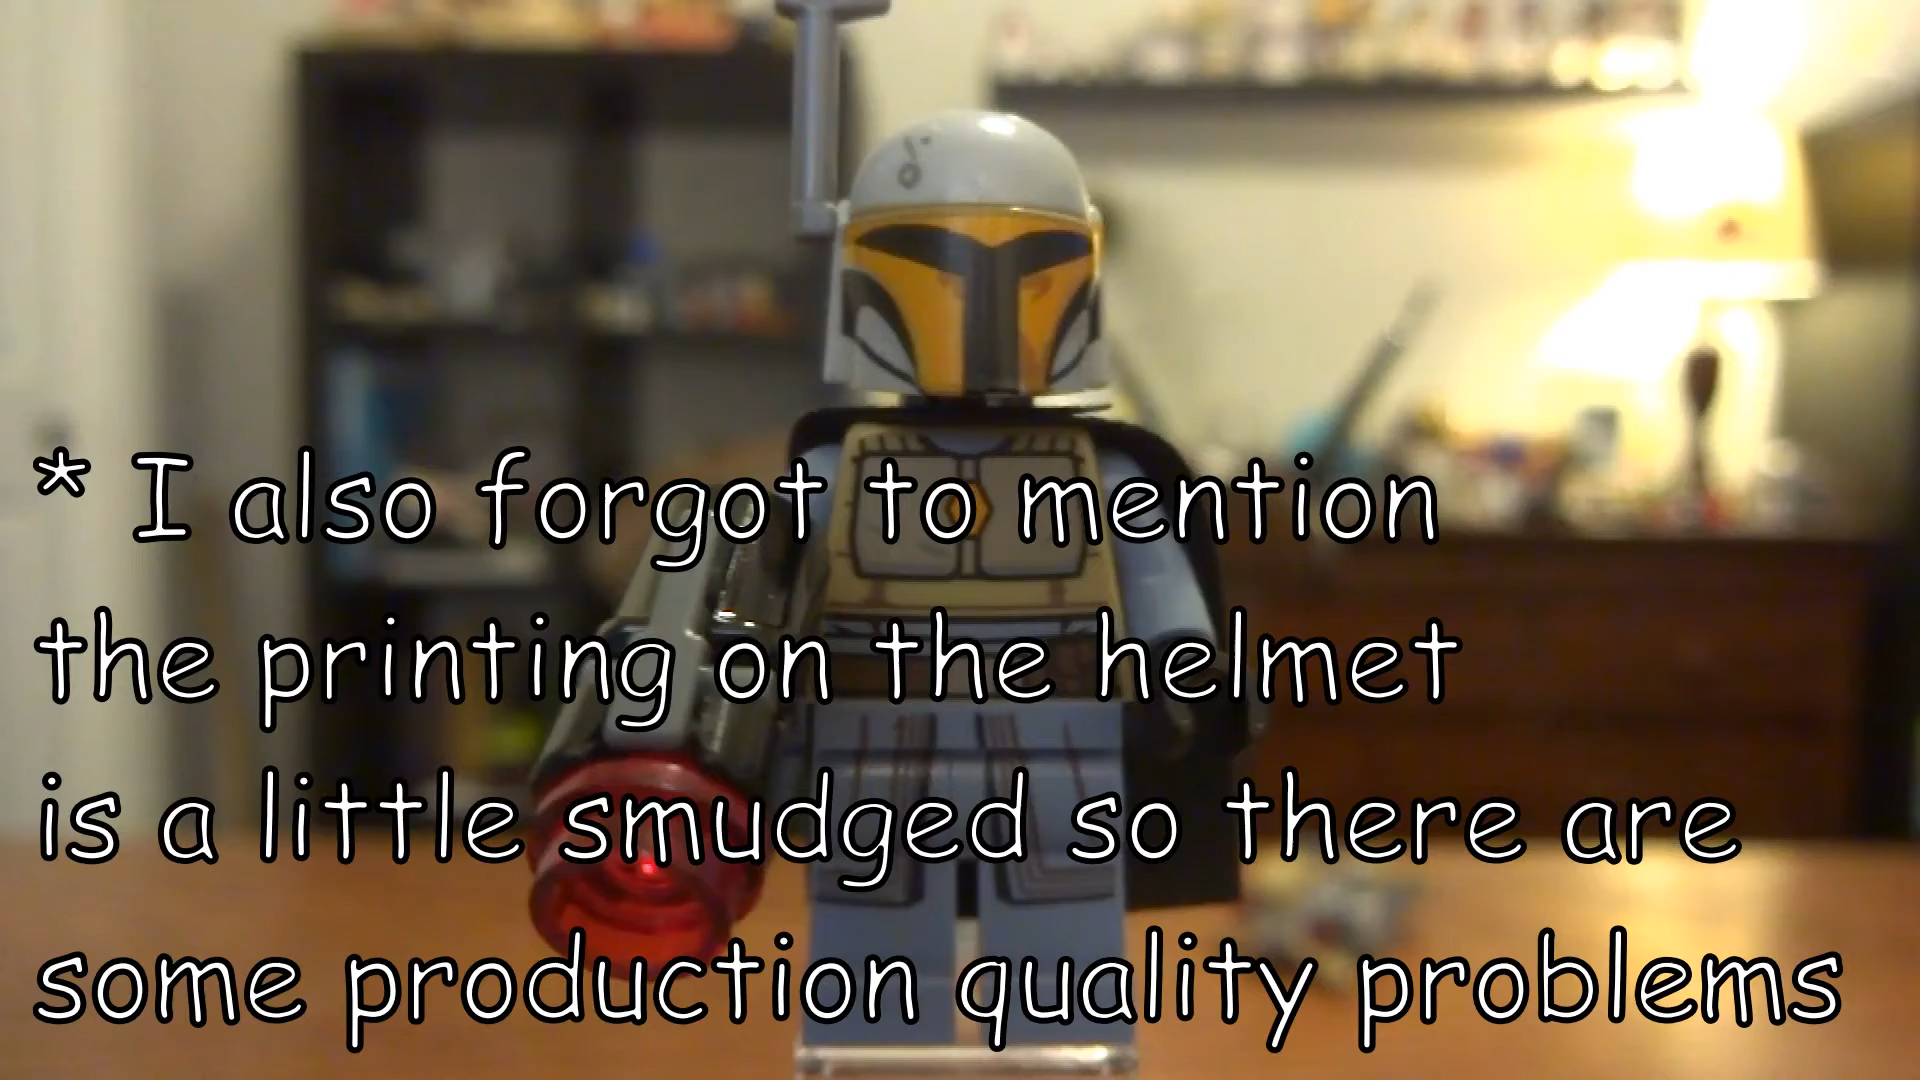 * I also forgot to mention
the printing on the helmet
is a little smudged so there are
some production quality problems